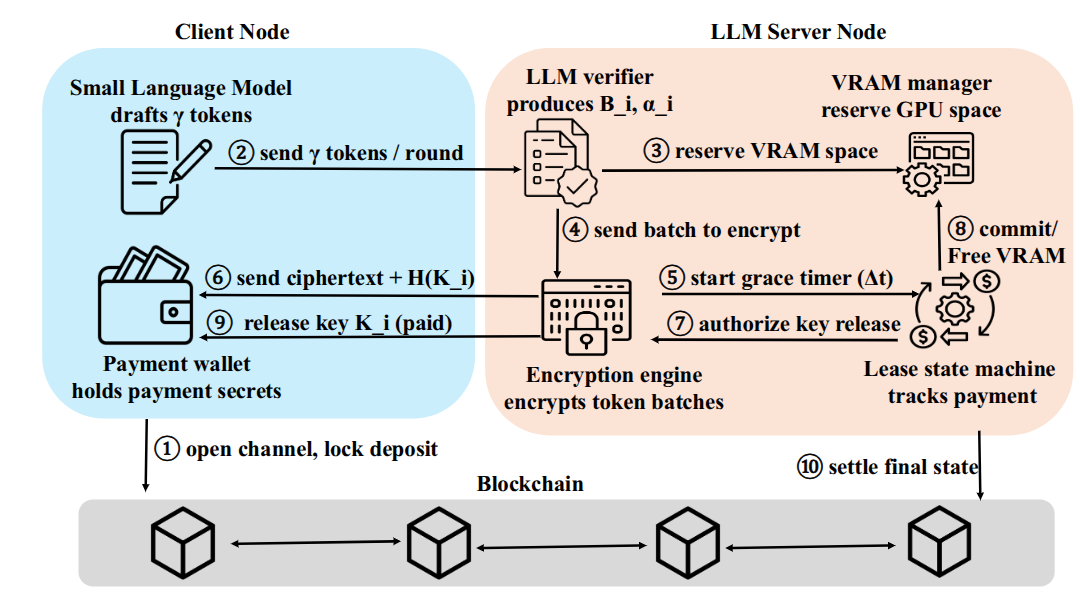 Client Node
LLM Server Node
Small Language Model
drafts γ tokens
LLM verifier
produces B_i, α_i
VRAM manager
reserve GPU space
② send γ tokens / round
③ reserve VRAM space
④ send batch to encrypt
⑧ commit/
Free VRAM
⑥ send ciphertext + H(K_i)
⑤ start grace timer (Δt)
⑨ release key K_i (paid)
⑦ authorize key release
Payment wallet
holds payment secrets
Encryption engine
encrypts token batches
Lease state machine
tracks payment
① open channel, lock deposit
⑩ settle final state
Blockchain